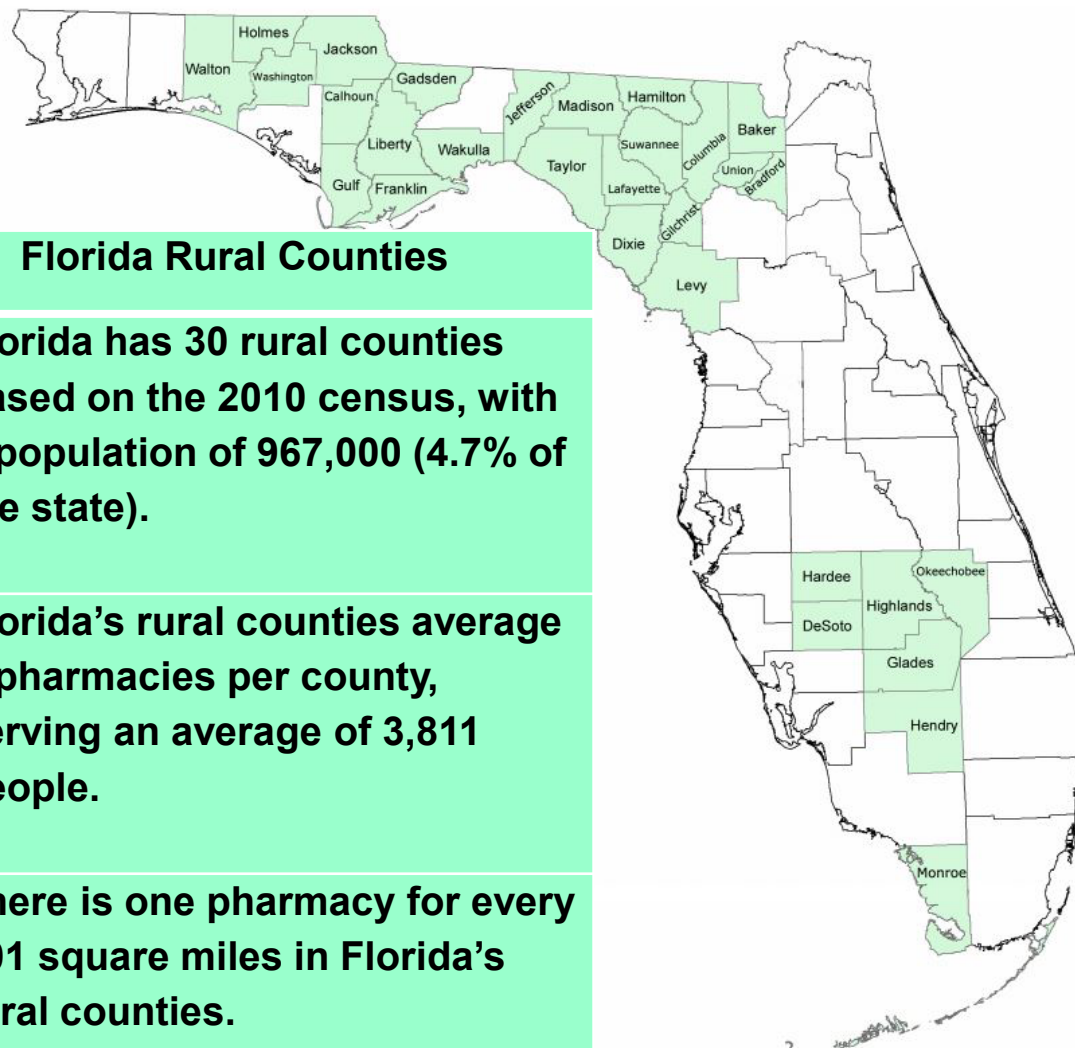 Holmes
Jackson
Walton
Washington
Gadsden
Calhoun
Jefferson
Madison
Hamilton
Baker
Liberty
Wakulla
Suwannee
Columbia
Taylor
Union
Bradford
Gulf
Franklin
Lafayette
Gilchrist
Dixie
Levy
Florida Rural Counties
orida has 30 rural counties
ased on the 2010 census, with
population of 967,000 (4.7% of
e state).
orida’s rural counties average
pharmacies per county,
erving an average of 3,811
eople.
here is one pharmacy for every
01 square miles in Florida’s
ral counties.
Hardee
Okeechobee
Highlands
DeSoto
Glades
Hendry
Monroe